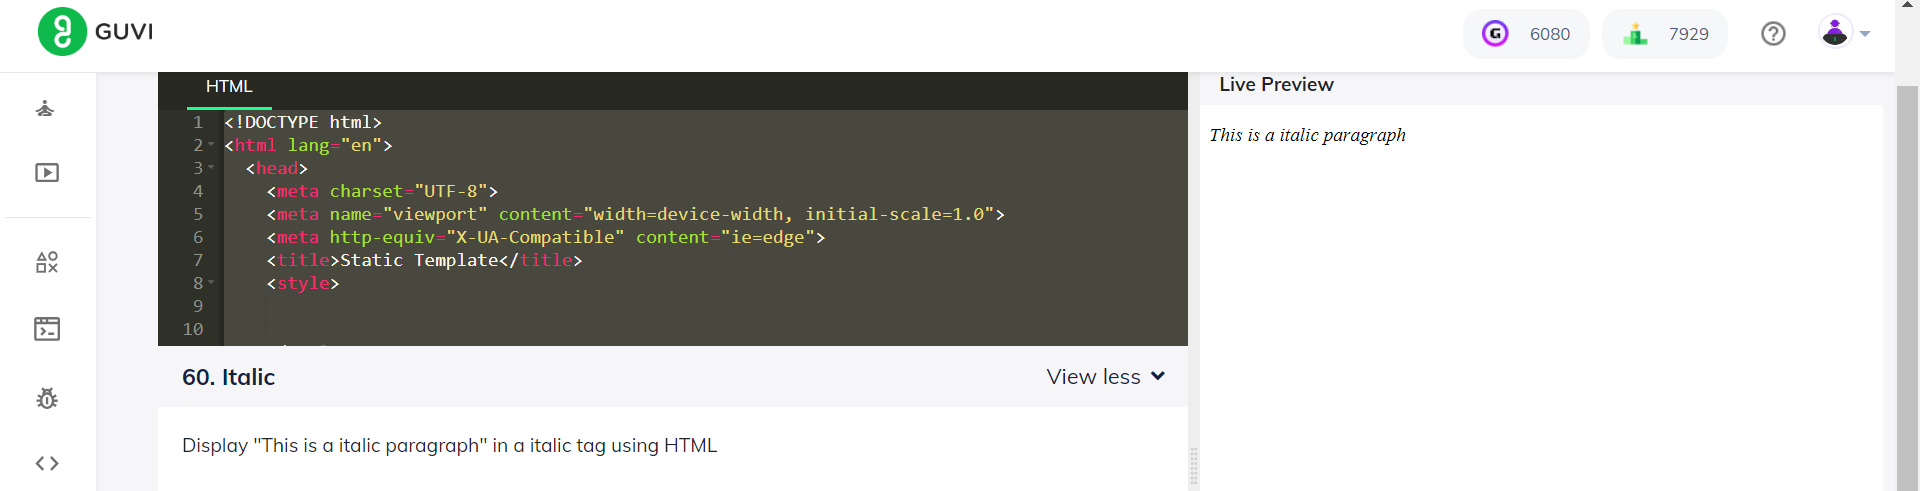 GUVI
6080
7929
HTML
1 <!DOCTYPE html>
2 <html lang="en">
3 <head>
4 <meta charset="UTF-8">
5 <meta name="viewport" content="width=device-width, initial-scale=1.0">
6 <meta http-equiv="X-UA-Compatible" content="ie=edge">
7 <title>Static Template</title>
8 <style>
9
10
60. Italic
View less
Display "This is a italic paragraph" in a italic tag using HTML
Live Preview
This is a italic paragraph